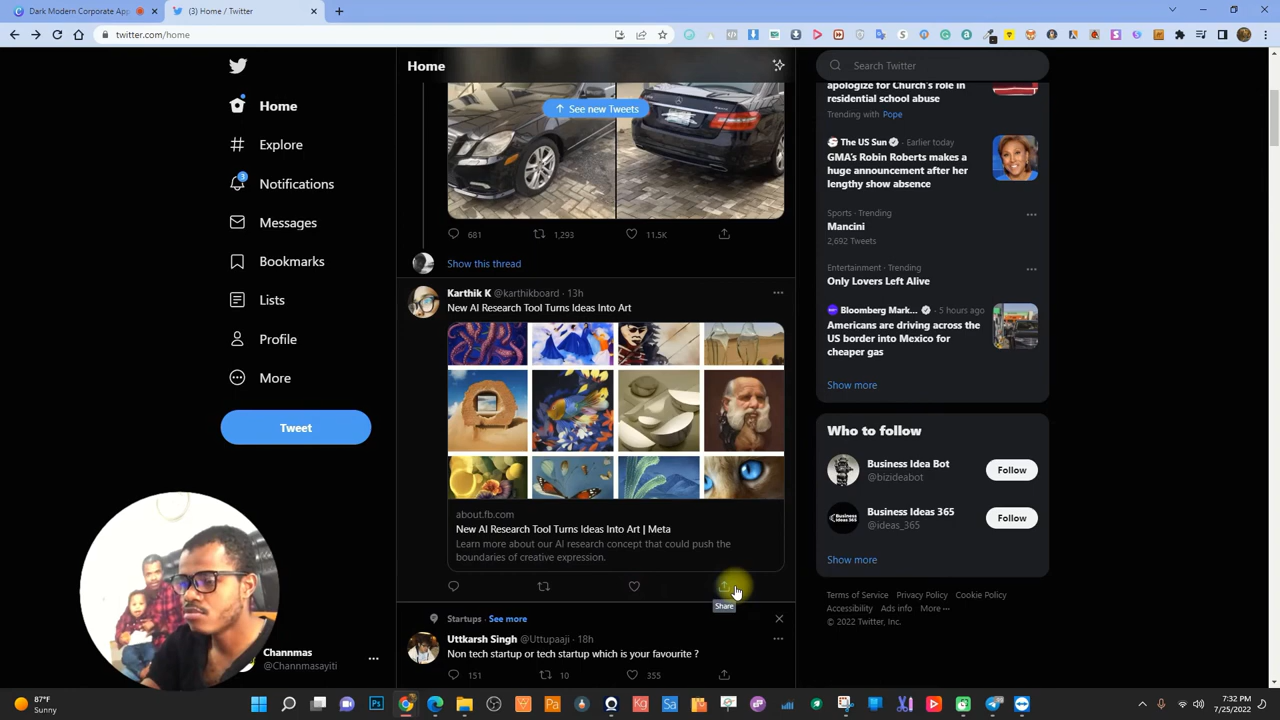 Dark Modern Corporate App
(3) Home / Twitter
twitter.com/home
Home
Explore
Notifications
3
Messages
Bookmarks
Lists
Profile
More
Tweet
Channmas
@Channmasayiti
Home
See new Tweets
681
1,293
11.5K
Show this thread
Karthik K @karthikboard · 13h
New AI Research Tool Turns Ideas Into Art
about.fb.com
New AI Research Tool Turns Ideas Into Art | Meta
Learn more about our AI research concept that could push the
boundaries of creative expression.
Share
Startups · See more
Uttkarsh Singh @Uttupaaji · 18h
Non tech startup or tech startup which is your favourite ?
151
10
355
Search Twitter
apologize for Church's role in
residential school abuse
Trending with Pope
The US Sun · Earlier today
GMA's Robin Roberts makes a
huge announcement after her
lengthy show absence
Sports · Trending
Mancini
2,692 Tweets
Entertainment · Trending
Only Lovers Left Alive
Bloomberg Mark... · 5 hours ago
Americans are driving across the
US border into Mexico for
cheaper gas
Show more
Who to follow
Business Idea Bot
@bizideabot
Follow
Business Ideas 365
@ideas_365
Follow
Show more
Terms of Service Privacy Policy Cookie Policy
Accessibility Ads info More ...
© 2022 Twitter, Inc.
87°F
Sunny
7:32 PM
7/25/2022